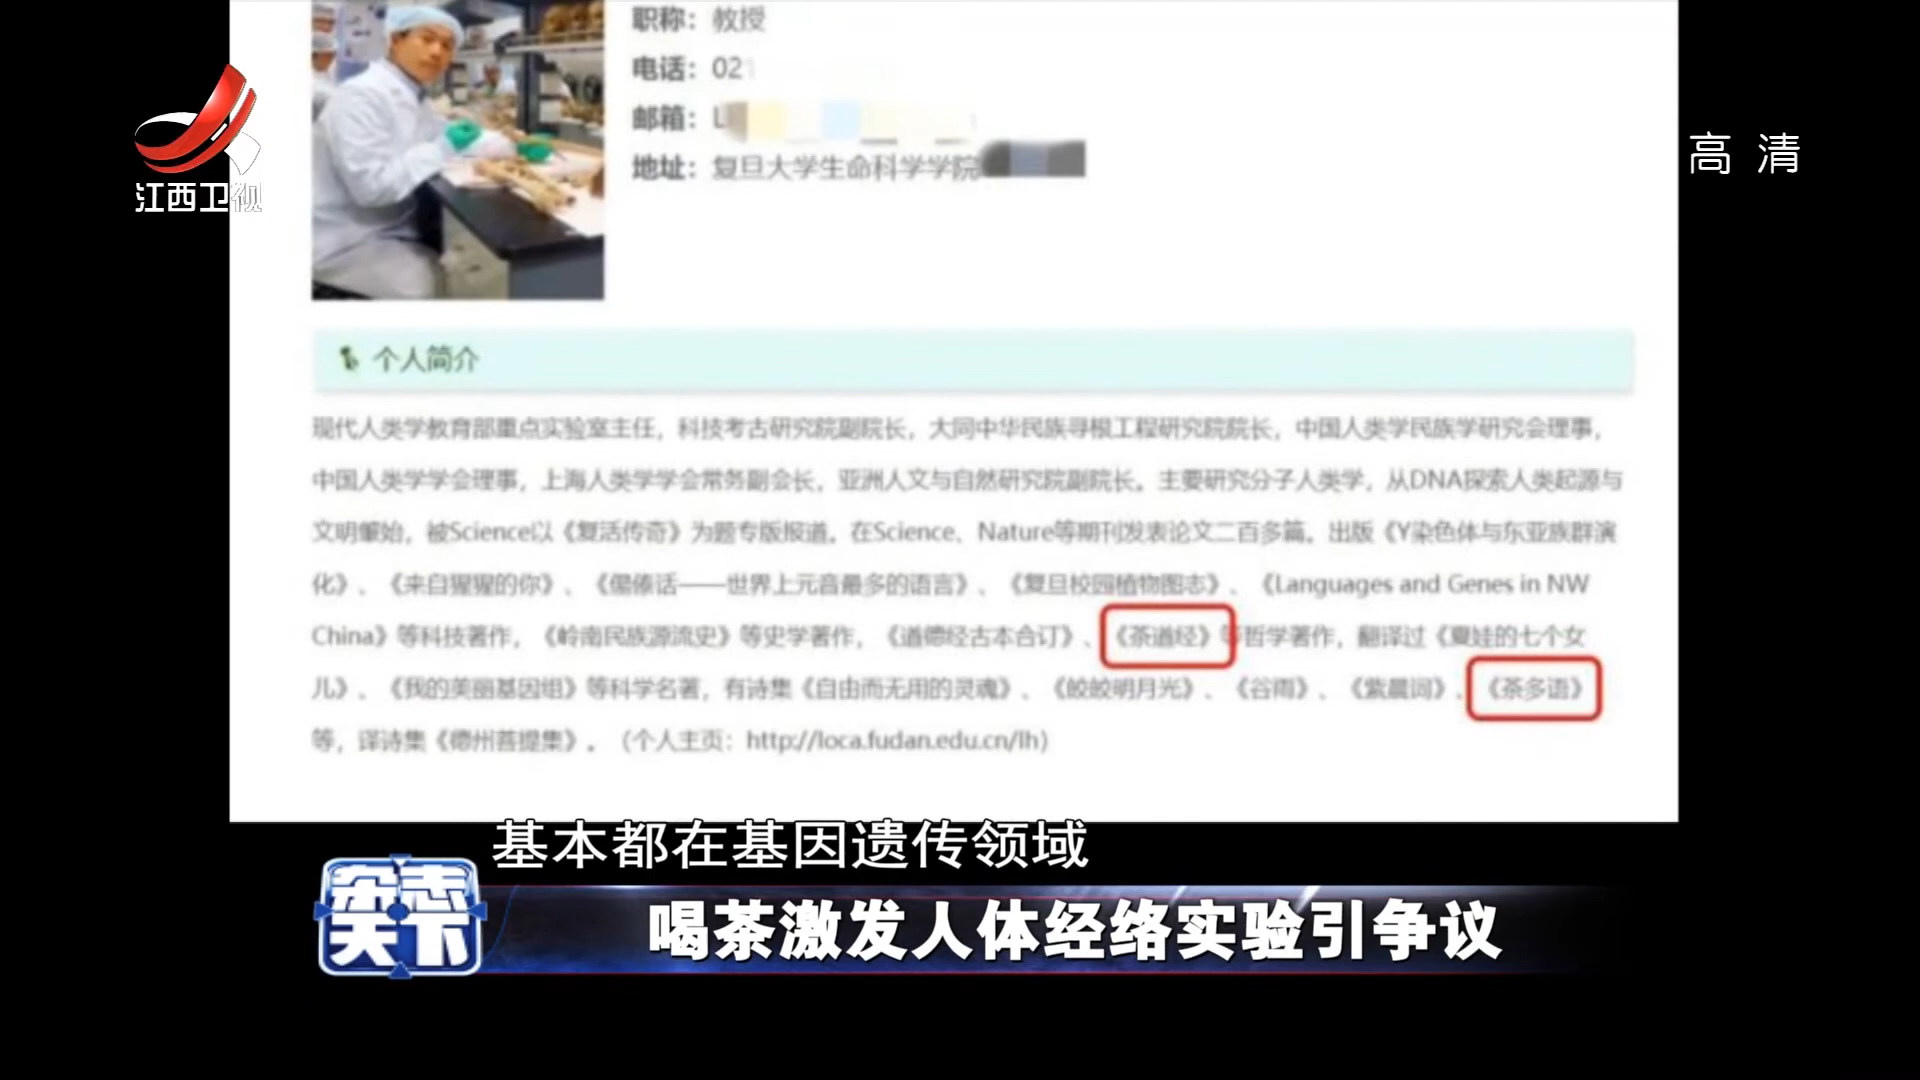 职称：教授
电话：02
邮箱：L
地址：复旦大学生命科学学院
江西卫视
高清
个人简介
现代人类学教育部重点实验室主任，科技考古研究院副院长，大同中华民族寻根工程研究院院长，中国人类学民族学研究会理事，
中国人类学学会理事，上海人类学学会常务副会长，亚洲人文与自然研究院副院长。主要研究分子人类学，从DNA探索人类起源与
文明肇始，被Science以《复活传奇》为题专版报道。在Science、Nature等期刊发表论文二百多篇。出版《Y染色体与东亚族群演
化》、《来自猩猩的你》、《傣傣话——世界上元音最多的语言》、《复旦校园植物图志》、《Languages and Genes in NW
China》等科技著作，《岭南民族源流史》等史学著作，《道德经古本合订》、《茶道经》等哲学著作，翻译过《夏娃的七个女
儿》、《我的美丽基因组》等科学名著，有诗集《自由而无用的灵魂》、《皎皎明月光》、《谷雨》、《紫晨词》、《茶多语》
等，译诗集《德州菩提集》。（个人主页：http://loca.fudan.edu.cn/lh）
基本都在基因遗传领域
杂志天下
喝茶激发人体经络实验引争议